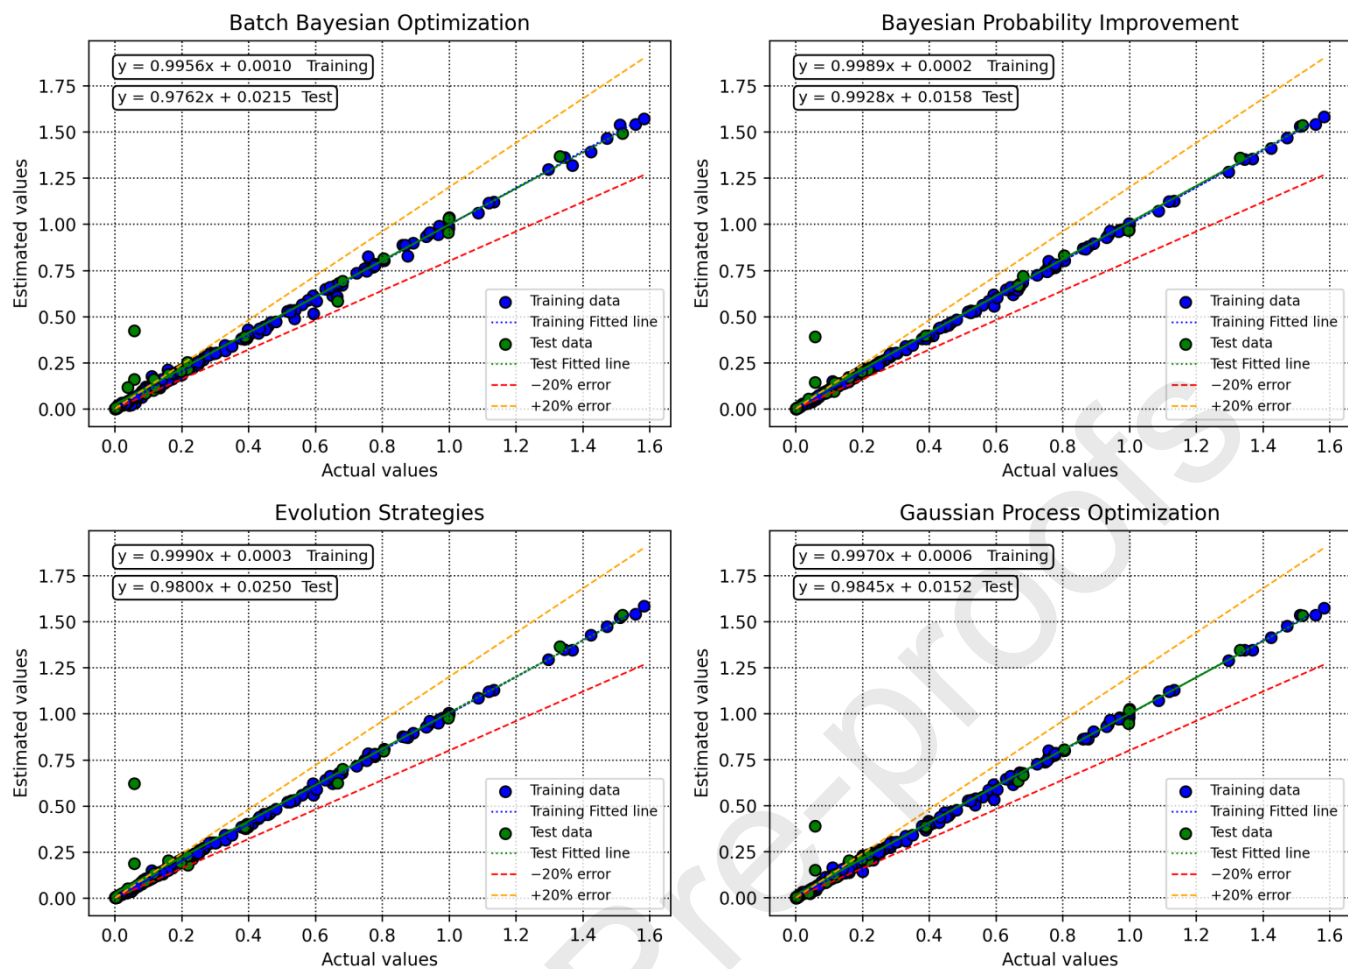 Batch Bayesian Optimization
y = 0.9956x + 0.0010 Training
y = 0.9762x + 0.0215 Test
1.75
1.50
1.25
1.00
0.75
0.50
0.25
0.00
Estimated values
Training data
Training Fitted line
Test data
Test Fitted line
−20% error
+20% error
0.0 0.2 0.4 0.6 0.8 1.0 1.2 1.4 1.6
Actual values
Bayesian Probability Improvement
y = 0.9989x + 0.0002 Training
y = 0.9928x + 0.0158 Test
1.75
1.50
1.25
1.00
0.75
0.50
0.25
0.00
Estimated values
Training data
Training Fitted line
Test data
Test Fitted line
−20% error
+20% error
0.0 0.2 0.4 0.6 0.8 1.0 1.2 1.4 1.6
Actual values
Evolution Strategies
y = 0.9990x + 0.0003 Training
y = 0.9800x + 0.0250 Test
1.75
1.50
1.25
1.00
0.75
0.50
0.25
0.00
Estimated values
Training data
Training Fitted line
Test data
Test Fitted line
−20% error
+20% error
0.0 0.2 0.4 0.6 0.8 1.0 1.2 1.4 1.6
Actual values
Gaussian Process Optimization
y = 0.9970x + 0.0006 Training
y = 0.9845x + 0.0152 Test
1.75
1.50
1.25
1.00
0.75
0.50
0.25
0.00
Estimated values
Training data
Training Fitted line
Test data
Test Fitted line
−20% error
+20% error
0.0 0.2 0.4 0.6 0.8 1.0 1.2 1.4 1.6
Actual values
Pre-proofs